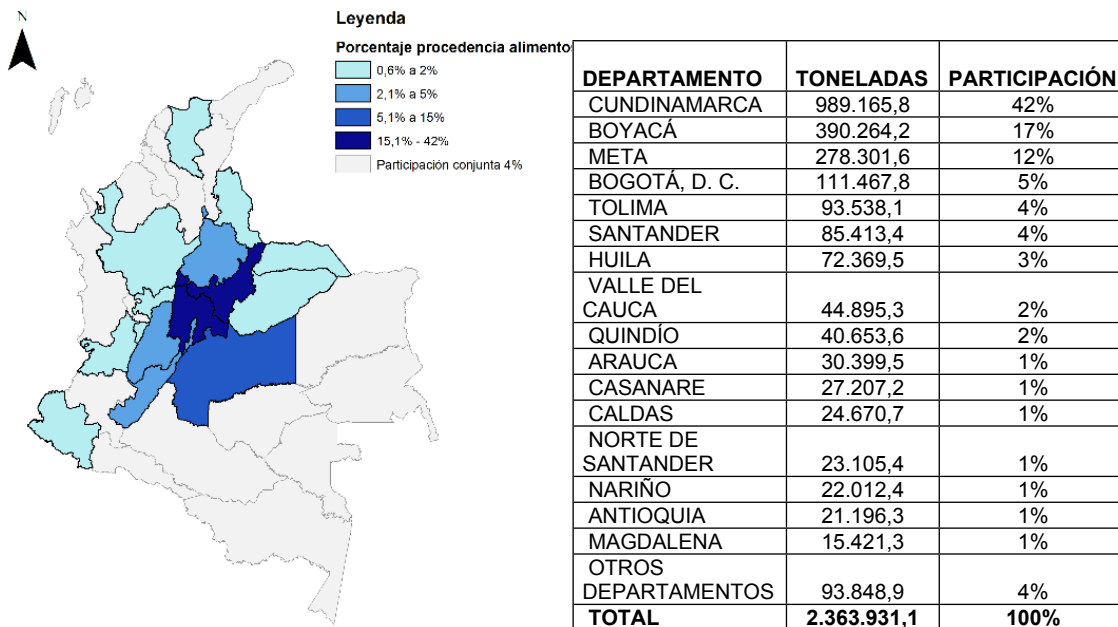 N
Leyenda
Porcentaje procedencia alimento
0,6% a 2%
2,1% a 5%
5,1% a 15%
15,1% - 42%
Participación conjunta 4%
DEPARTAMENTO TONELADAS PARTICIPACIÓN
CUNDINAMARCA 989.165,8 42%
BOYACÁ 390.264,2 17%
META 278.301,6 12%
BOGOTÁ, D. C. 111.467,8 5%
TOLIMA 93.538,1 4%
SANTANDER 85.413,4 4%
HUILA 72.369,5 3%
VALLE DEL
CAUCA 44.895,3 2%
QUINDÍO 40.653,6 2%
ARAUCA 30.399,5 1%
CASANARE 27.207,2 1%
CALDAS 24.670,7 1%
NORTE DE
SANTANDER 23.105,4 1%
NARIÑO 22.012,4 1%
ANTIOQUIA 21.196,3 1%
MAGDALENA 15.421,3 1%
OTROS
DEPARTAMENTOS 93.848,9 4%
TOTAL 2.363.931,1 100%